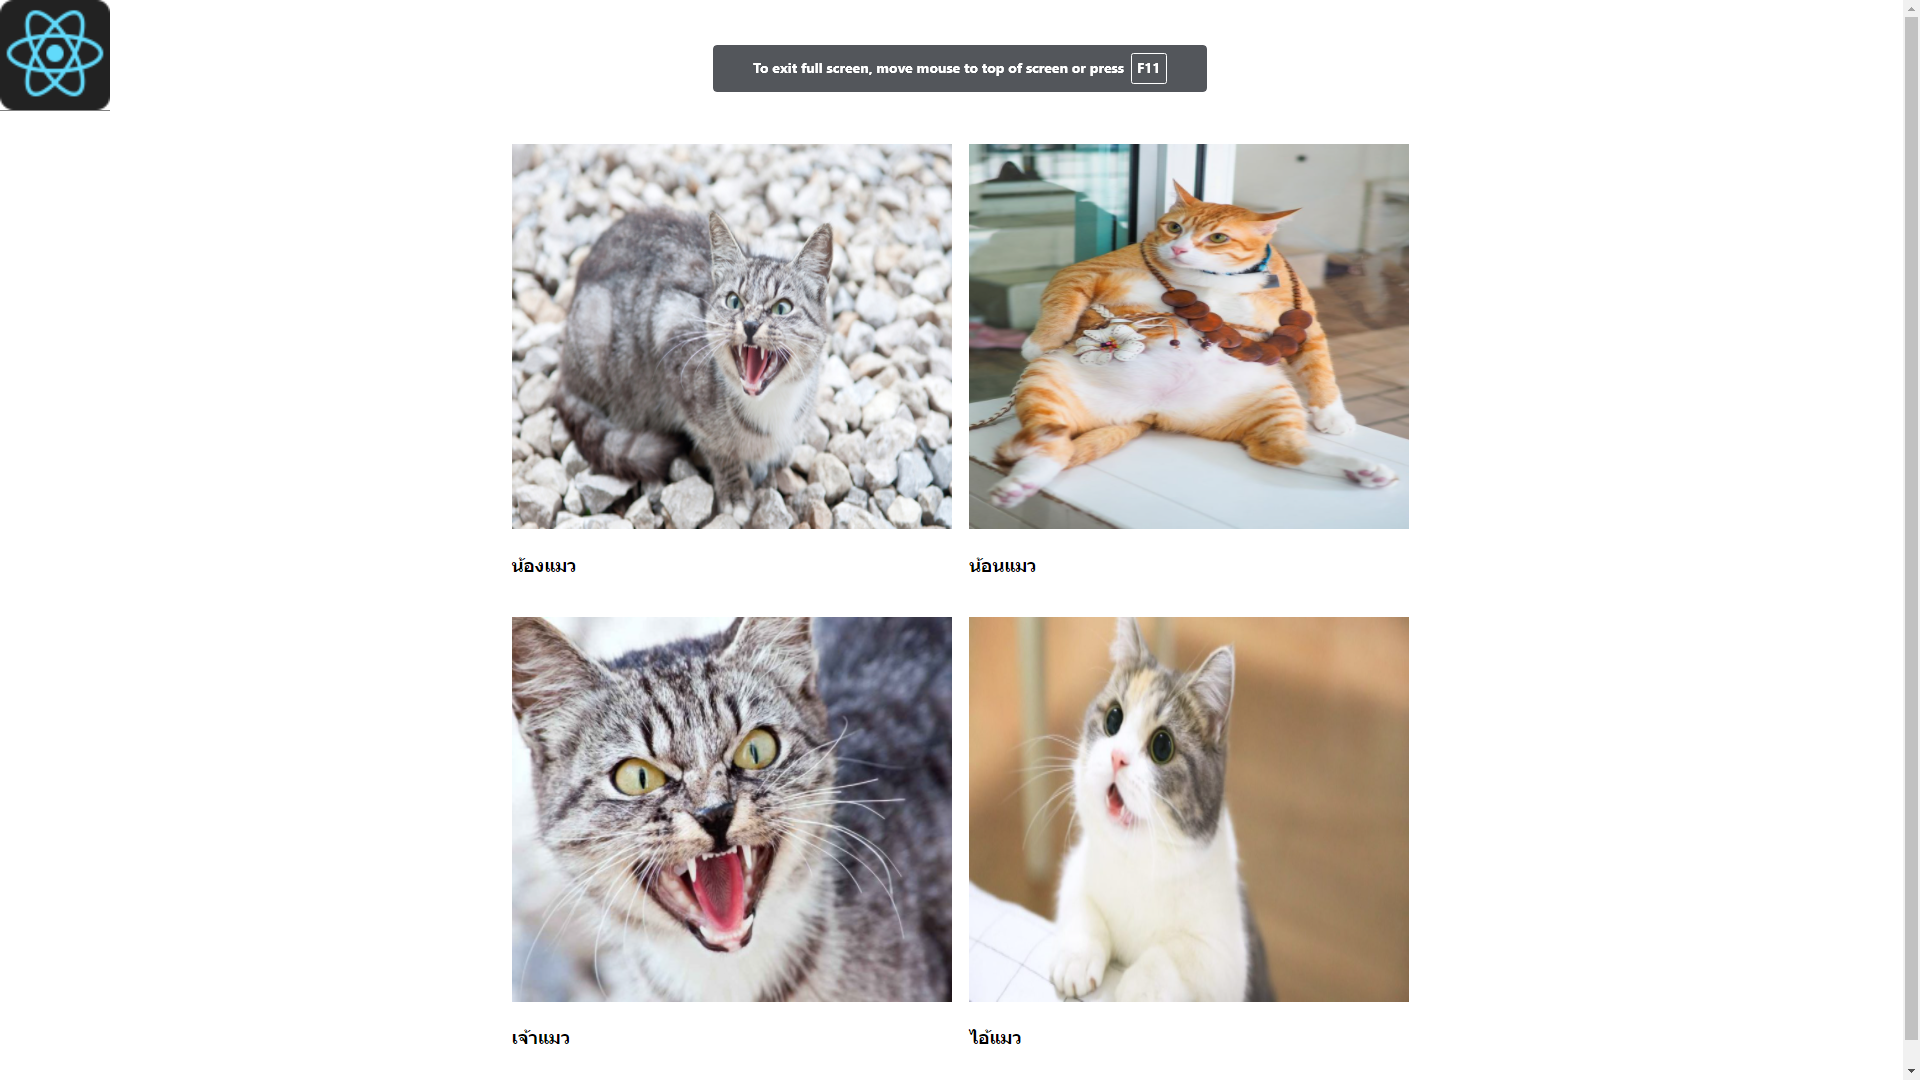 To exit full screen, move mouse to top of screen or press F11
น้องแมว
น้อนแมว
เจ้าแมว
ไอ้แมว